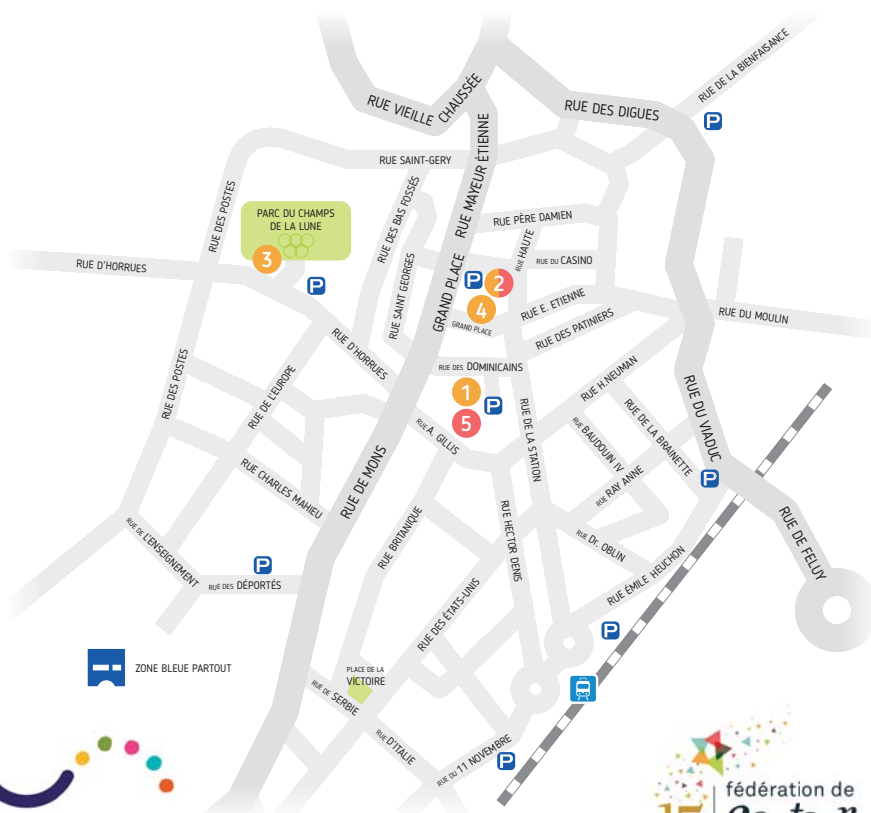 RUE DE LA BIENFAISANCE
RUE VIEILLE CHAUSSÉE
RUE DES DIGUES
P
RUE MAYEUR ÉTIENNE
RUE SAINT-GERY
RUE DES POSTES
RUE DES BAS FOSSÉS
PARC DU CHAMPS
DE LA LUNE
RUE PÈRE DAMIEN
RUE HAUTE
RUE D'HORRUES
3
RUE DU CASINO
P
P
2
RUE SAINT GEORGES
GRAND PLACE
4
GRAND PLACE
RUE E. ETIENNE
RUE DU MOULIN
RUE DES PATINIERS
RUE D'HORRUES
RUE DES DOMINICAINS
RUE DES POSTES
RUE DE L'EUROPE
1
P
5
RUE H.NEUMAN
RUE DU VIADUC
RUE A. GILLIS
RUE DE LA STATION
RUE BAUDOUIN IV
RUE DE LA BRAINETTE
RUE DE MONS
RUE CHARLES MAHIEU
RUE RAY ANNE
P
RUE DE L'ENSEIGNEMENT
RUE BRITANIQUE
RUE HECTOR DENIS
RUE Dr. OBLIN
RUE DE FELUY
P
RUE DES DÉPORTÉS
RUE DES ÉTATS-UNIS
RUE ÉMILE HEUCHON
P
ZONE BLEUE PARTOUT
PLACE DE LA
VICTOIRE
RUE DE SERBIE
RUE D'ITALIE
RUE DU 11 NOVEMBRE
P
fédération de